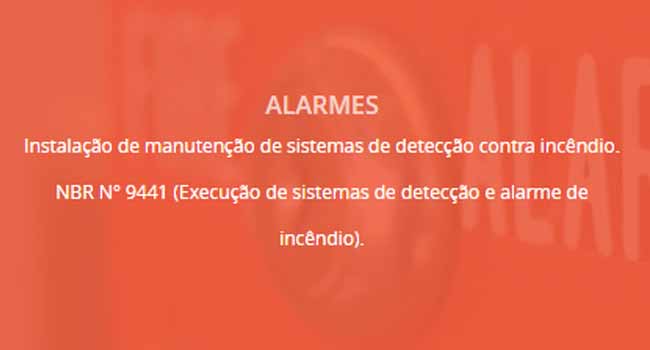 ALARMES
Instalação de manutenção de sistemas de detecção contra incêndio.
NBR N° 9441 (Execução de sistemas de detecção e alarme de
incêndio).